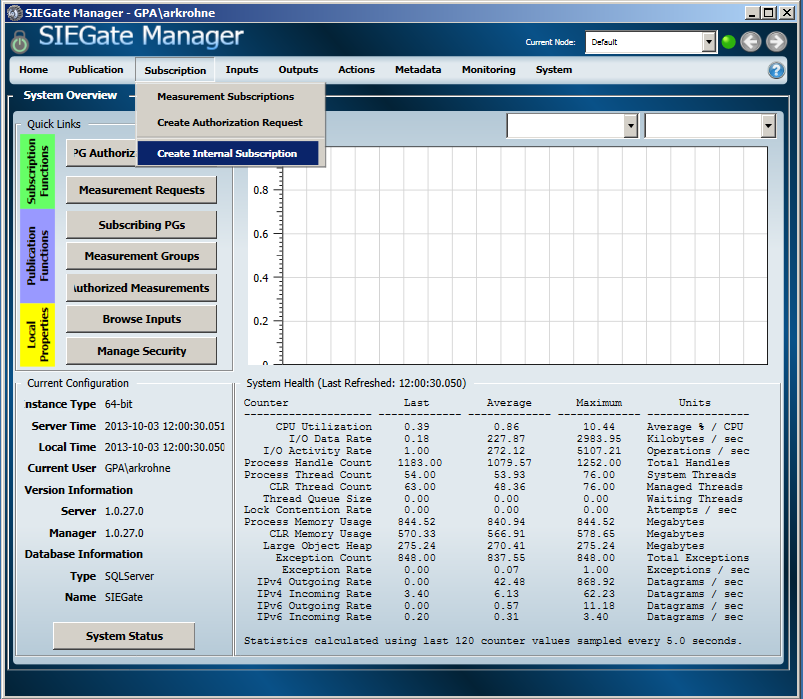 SIEGate Manager - GPA\arkrohne
SIEGate Manager
Current Node: Default
Home Publication Subscription Inputs Outputs Actions Metadata Monitoring System
Measurement Subscriptions
Create Authorization Request
Create Internal Subscription
System Overview
Quick Links
Subscription
Functions
PG Authoriz
Measurement Requests
Publication
Functions
Subscribing PGs
Measurement Groups
Authorized Measurements
Local
Properties
Browse Inputs
Manage Security
0.8
0.6
0.4
0.2
0
Current Configuration
nstance Type 64-bit
Server Time 2013-10-03 12:00:30.051
Local Time 2013-10-03 12:00:30.050
Current User GPA\arkrohne
Version Information
Server 1.0.27.0
Manager 1.0.27.0
Database Information
Type SQLServer
Name SIEGate
System Status
System Health (Last Refreshed: 12:00:30.050)
Counter Last Average Maximum Units
-------------------- ------------- ------------- ------------- ----------------
CPU Utilization 0.39 0.86 10.44 Average % / CPU
I/O Data Rate 0.18 227.87 2983.95 Kilobytes / sec
I/O Activity Rate 1.00 272.12 5107.21 Operations / sec
Process Handle Count 1183.00 1079.57 1252.00 Total Handles
Process Thread Count 54.00 53.93 76.00 System Threads
CLR Thread Count 63.00 48.36 76.00 Managed Threads
Thread Queue Size 0.00 0.00 0.00 Waiting Threads
Lock Contention Rate 0.00 0.00 0.00 Attempts / sec
Process Memory Usage 844.52 840.94 844.52 Megabytes
CLR Memory Usage 570.33 566.91 578.65 Megabytes
Large Object Heap 275.24 270.41 275.24 Megabytes
Exception Count 848.00 837.55 848.00 Total Exceptions
Exception Rate 0.00 0.07 1.00 Exceptions / sec
IPv4 Outgoing Rate 0.00 42.48 868.92 Datagrams / sec
IPv4 Incoming Rate 3.40 6.13 62.23 Datagrams / sec
IPv6 Outgoing Rate 0.00 0.57 11.18 Datagrams / sec
IPv6 Incoming Rate 0.20 0.31 3.40 Datagrams / sec
Statistics calculated using last 120 counter values sampled every 5.0 seconds.